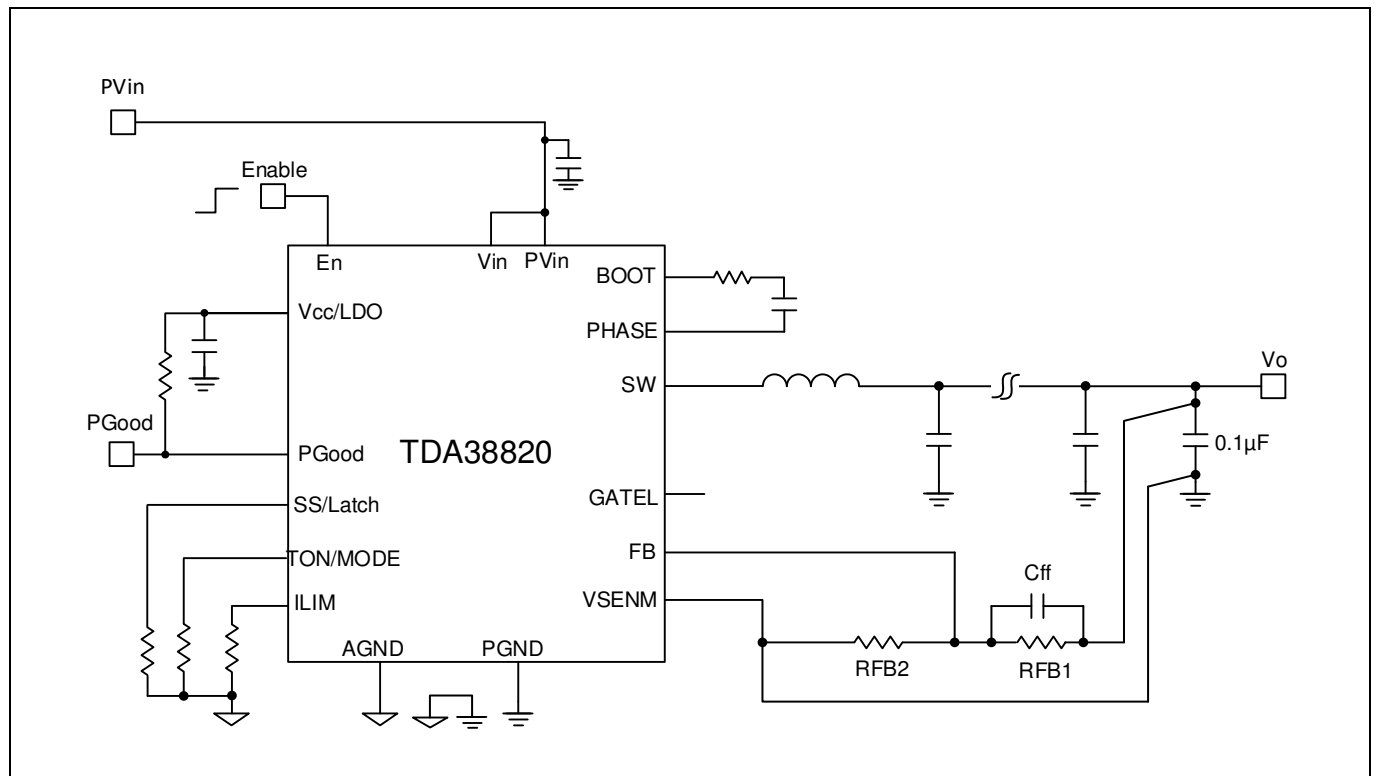 PVin
Enable
En
Vin
PVin
BOOT
Vcc/LDO
PHASE
SW
Vo
PGood
PGood
TDA38820
0.1µF
GATEL
SS/Latch
FB
TON/MODE
Cff
ILIM
VSENM
AGND
PGND
RFB2
RFB1